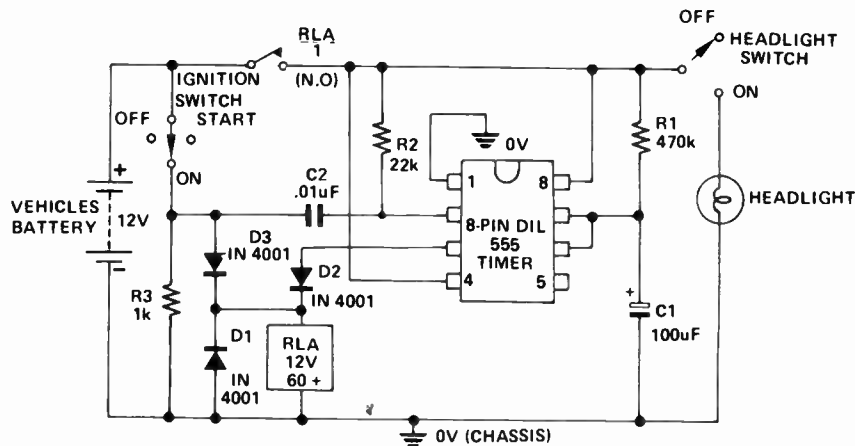 OFF
HEADLIGHT
SWITCH
ON
RLA
1
(N.O)
IGNITION
SWITCH
START
OFF
ON
R2
22k
0V
R1
470k
C2
.01uF
1
8
8-PIN DIL
555
TIMER
4
5
HEADLIGHT
VEHICLES
BATTERY
+
12V
-
D3
IN 4001
D2
IN 4001
R3
1k
D1
IN
4001
RLA
12V
60 +
+
C1
100uF
0V (CHASSIS)